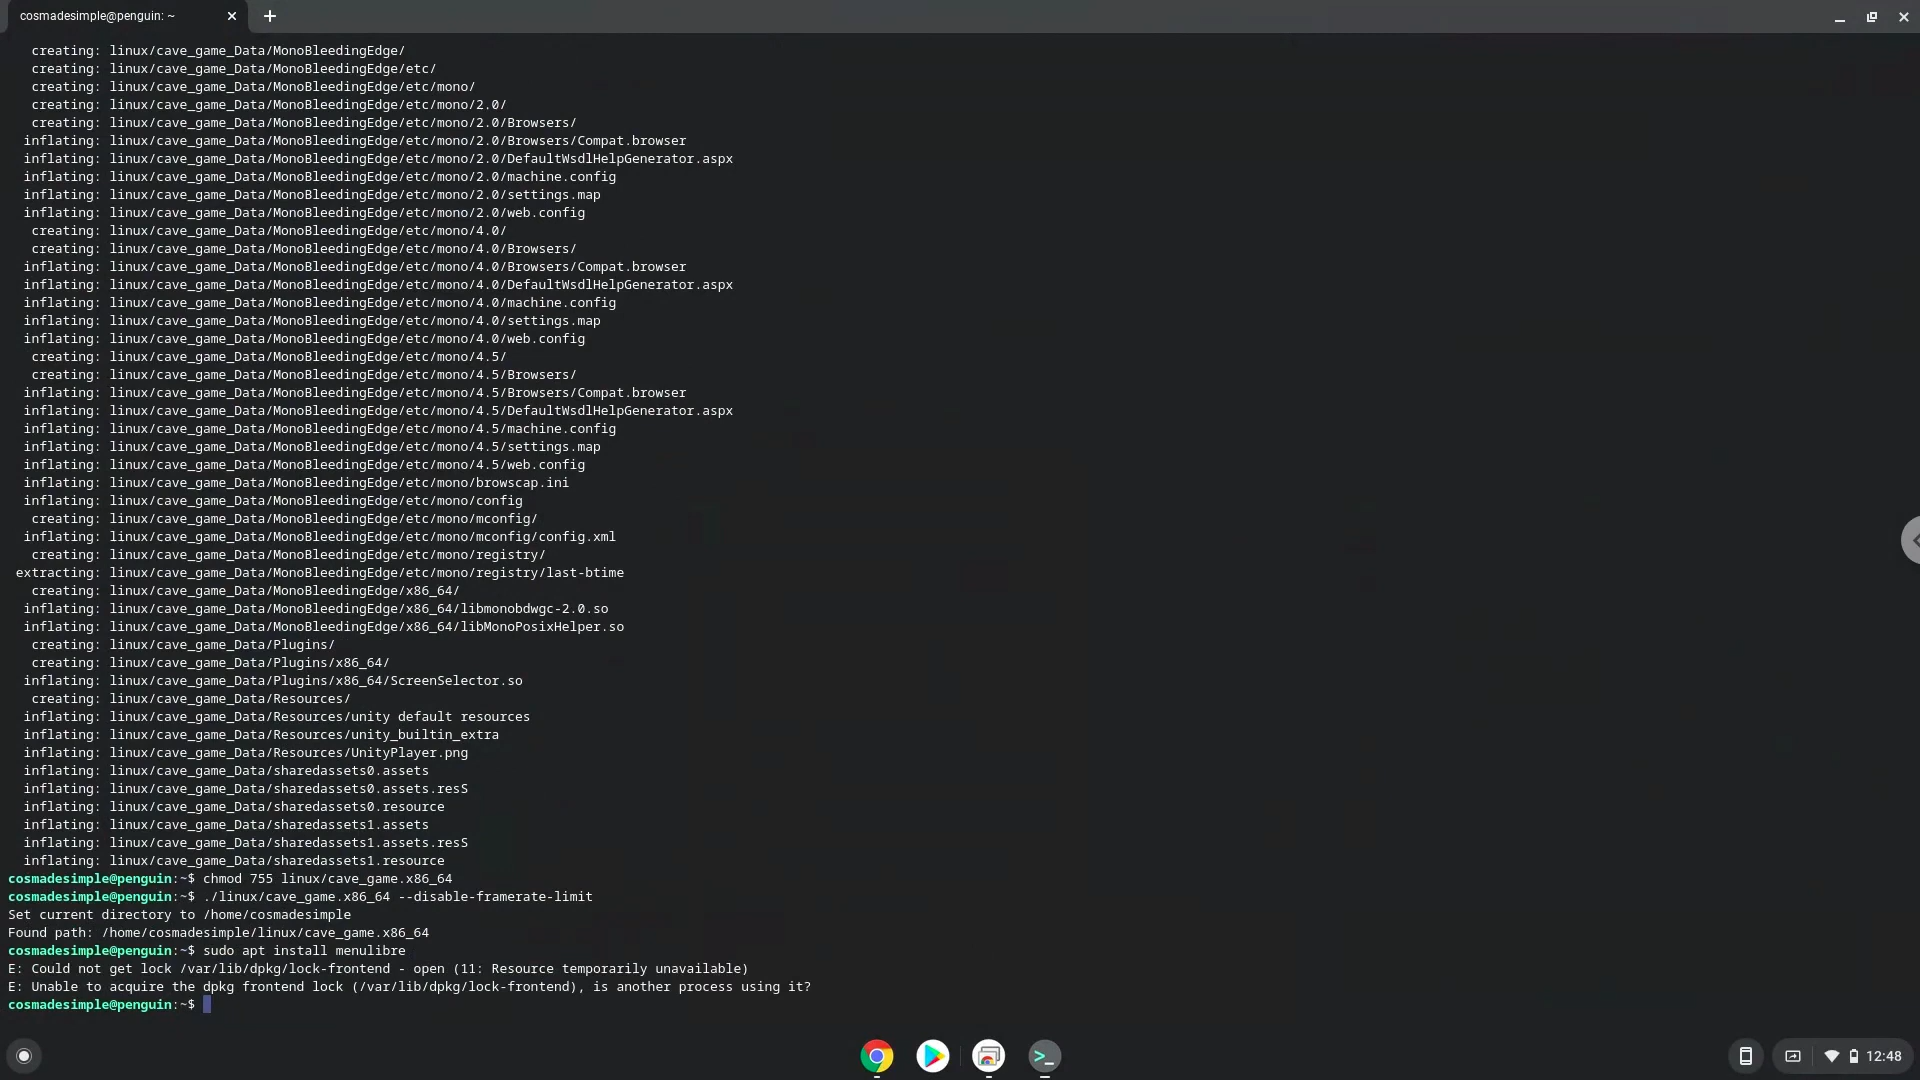 cosmadesimple@penguin: ~
creating: linux/cave_game_Data/MonoBleedingEdge/
creating: linux/cave_game_Data/MonoBleedingEdge/etc/
creating: linux/cave_game_Data/MonoBleedingEdge/etc/mono/
creating: linux/cave_game_Data/MonoBleedingEdge/etc/mono/2.0/
creating: linux/cave_game_Data/MonoBleedingEdge/etc/mono/2.0/Browsers/
inflating: linux/cave_game_Data/MonoBleedingEdge/etc/mono/2.0/Browsers/Compat.browser
inflating: linux/cave_game_Data/MonoBleedingEdge/etc/mono/2.0/DefaultWsdlHelpGenerator.aspx
inflating: linux/cave_game_Data/MonoBleedingEdge/etc/mono/2.0/machine.config
inflating: linux/cave_game_Data/MonoBleedingEdge/etc/mono/2.0/settings.map
inflating: linux/cave_game_Data/MonoBleedingEdge/etc/mono/2.0/web.config
creating: linux/cave_game_Data/MonoBleedingEdge/etc/mono/4.0/
creating: linux/cave_game_Data/MonoBleedingEdge/etc/mono/4.0/Browsers/
inflating: linux/cave_game_Data/MonoBleedingEdge/etc/mono/4.0/Browsers/Compat.browser
inflating: linux/cave_game_Data/MonoBleedingEdge/etc/mono/4.0/DefaultWsdlHelpGenerator.aspx
inflating: linux/cave_game_Data/MonoBleedingEdge/etc/mono/4.0/machine.config
inflating: linux/cave_game_Data/MonoBleedingEdge/etc/mono/4.0/settings.map
inflating: linux/cave_game_Data/MonoBleedingEdge/etc/mono/4.0/web.config
creating: linux/cave_game_Data/MonoBleedingEdge/etc/mono/4.5/
creating: linux/cave_game_Data/MonoBleedingEdge/etc/mono/4.5/Browsers/
inflating: linux/cave_game_Data/MonoBleedingEdge/etc/mono/4.5/Browsers/Compat.browser
inflating: linux/cave_game_Data/MonoBleedingEdge/etc/mono/4.5/DefaultWsdlHelpGenerator.aspx
inflating: linux/cave_game_Data/MonoBleedingEdge/etc/mono/4.5/machine.config
inflating: linux/cave_game_Data/MonoBleedingEdge/etc/mono/4.5/settings.map
inflating: linux/cave_game_Data/MonoBleedingEdge/etc/mono/4.5/web.config
inflating: linux/cave_game_Data/MonoBleedingEdge/etc/mono/browscap.ini
inflating: linux/cave_game_Data/MonoBleedingEdge/etc/mono/config
creating: linux/cave_game_Data/MonoBleedingEdge/etc/mono/mconfig/
inflating: linux/cave_game_Data/MonoBleedingEdge/etc/mono/mconfig/config.xml
creating: linux/cave_game_Data/MonoBleedingEdge/etc/mono/registry/
extracting: linux/cave_game_Data/MonoBleedingEdge/etc/mono/registry/last-btime
creating: linux/cave_game_Data/MonoBleedingEdge/x86_64/
inflating: linux/cave_game_Data/MonoBleedingEdge/x86_64/libmonobdwgc-2.0.so
inflating: linux/cave_game_Data/MonoBleedingEdge/x86_64/libMonoPosixHelper.so
creating: linux/cave_game_Data/Plugins/
creating: linux/cave_game_Data/Plugins/x86_64/
inflating: linux/cave_game_Data/Plugins/x86_64/ScreenSelector.so
creating: linux/cave_game_Data/Resources/
inflating: linux/cave_game_Data/Resources/unity default resources
inflating: linux/cave_game_Data/Resources/unity_builtin_extra
inflating: linux/cave_game_Data/Resources/UnityPlayer.png
inflating: linux/cave_game_Data/sharedassets0.assets
inflating: linux/cave_game_Data/sharedassets0.assets.resS
inflating: linux/cave_game_Data/sharedassets0.resource
inflating: linux/cave_game_Data/sharedassets1.assets
inflating: linux/cave_game_Data/sharedassets1.assets.resS
inflating: linux/cave_game_Data/sharedassets1.resource
cosmadesimple@penguin:~$ chmod 755 linux/cave_game.x86_64
cosmadesimple@penguin:~$ ./linux/cave_game.x86_64 --disable-framerate-limit
Set current directory to /home/cosmadesimple
Found path: /home/cosmadesimple/linux/cave_game.x86_64
cosmadesimple@penguin:~$ sudo apt install menulibre
E: Could not get lock /var/lib/dpkg/lock-frontend - open (11: Resource temporarily unavailable)
E: Unable to acquire the dpkg frontend lock (/var/lib/dpkg/lock-frontend), is another process using it?
cosmadesimple@penguin:~$
12:48